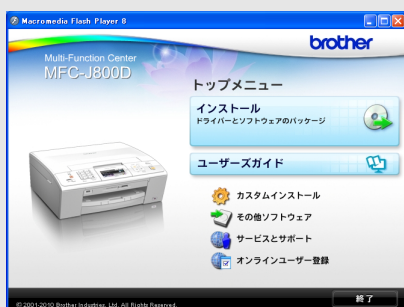 Macromedia Flash Player 8
brother
Multi-Function Center
MFC-J800D
トップメニュー
インストール
ドライバーとソフトウェアのパッケージ
ユーザーズガイド
カスタムインストール
その他ソフトウェア
サービスとサポート
オンラインユーザー登録
© 2001-2010 Brother Industries, Ltd. All Rights Reserved.
終了